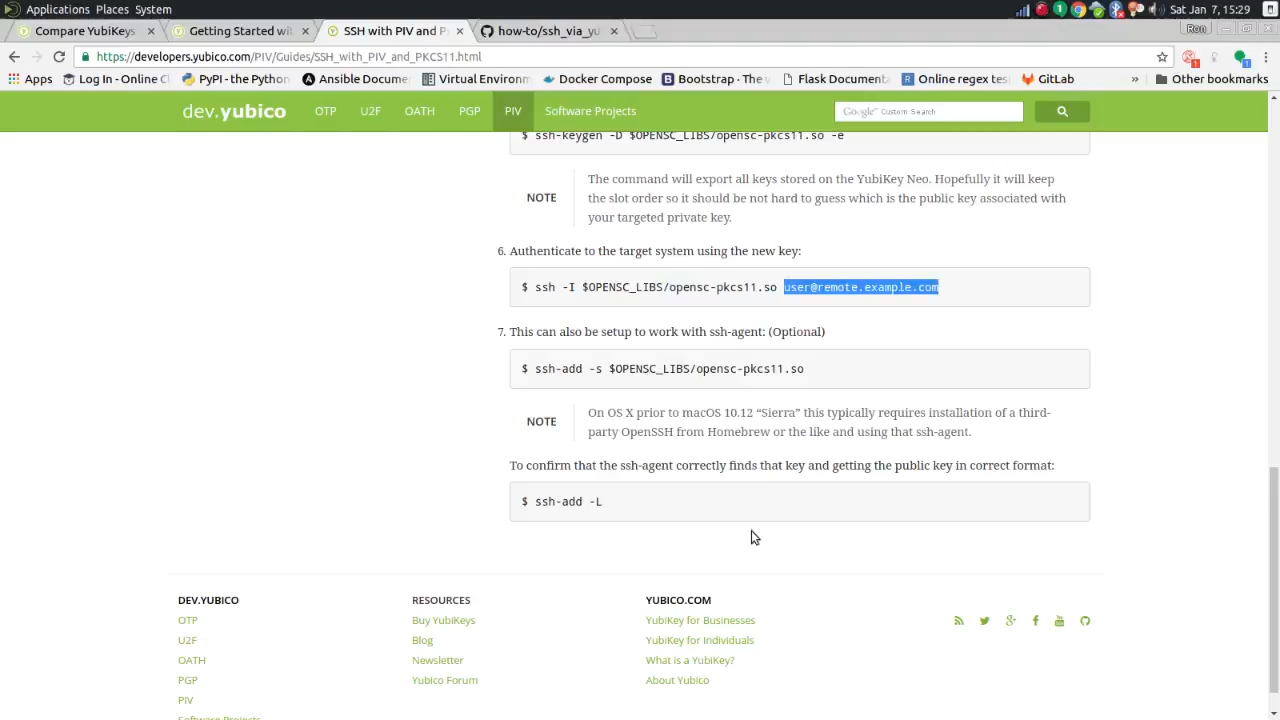 Applications Places System
Sat Jan 7, 15:29
Compare YubiKeys
Getting Started wi
SSH with PIV and P
how-to/ssh_via_yu
Ron
https://developers.yubico.com/PIV/Guides/SSH_with_PIV_and_PKCS11.html
Apps
Log In - Online C
PyPI - the Python
Ansible Docume
Virtual Environm
Docker Compose
Bootstrap · The w
Flask Documenta
Online regex tes
GitLab
»
Other bookmarks
dev.yubico
OTP
U2F
OATH
PGP
PIV
Software Projects
Google™ Custom Search
$ ssh-keygen -D $OPENSC_LIBS/opensc-pkcs11.so -e
NOTE
The command will export all keys stored on the YubiKey Neo. Hopefully it will keep
the slot order so it should be not hard to guess which is the public key associated with
your targeted private key.
6. Authenticate to the target system using the new key:
$ ssh -I $OPENSC_LIBS/opensc-pkcs11.so user@remote.example.com
7. This can also be setup to work with ssh-agent: (Optional)
$ ssh-add -s $OPENSC_LIBS/opensc-pkcs11.so
NOTE
On OS X prior to macOS 10.12 “Sierra” this typically requires installation of a third-
party OpenSSH from Homebrew or the like and using that ssh-agent.
To confirm that the ssh-agent correctly finds that key and getting the public key in correct format:
$ ssh-add -L
DEV.YUBICO
OTP
U2F
OATH
PGP
PIV
Software Projects
RESOURCES
Buy YubiKeys
Blog
Newsletter
Yubico Forum
YUBICO.COM
YubiKey for Businesses
YubiKey for Individuals
What is a YubiKey?
About Yubico